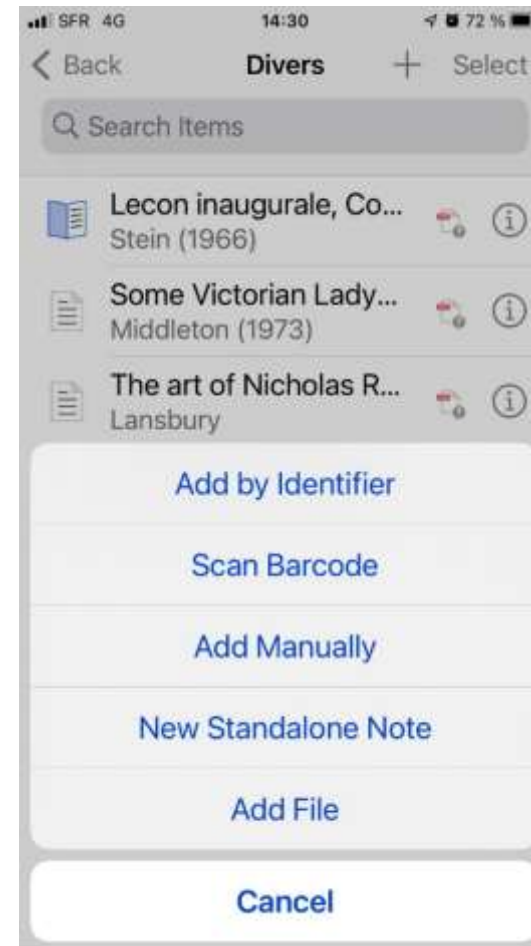 SFR 4G 14:30 72 %
Back Divers + Select
Search Items
Lecon inaugurale, Co...
Stein (1966)
Some Victorian Lady...
Middleton (1973)
The art of Nicholas R...
Lansbury
Add by Identifier
Scan Barcode
Add Manually
New Standalone Note
Add File
Cancel